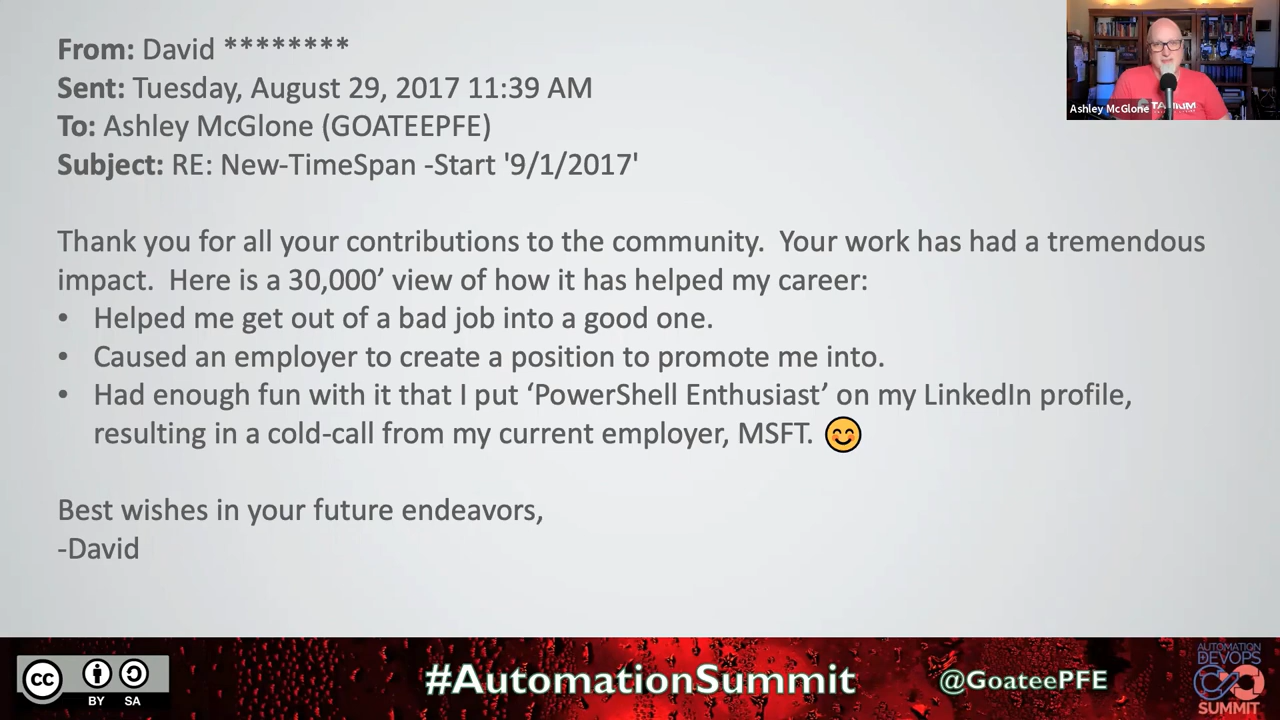 From: David ********
Sent: Tuesday, August 29, 2017 11:39 AM
To: Ashley McGlone (GOATEEPFE)
Subject: RE: New-TimeSpan -Start '9/1/2017'
Thank you for all your contributions to the community.  Your work has had a tremendous
impact.  Here is a 30,000’ view of how it has helped my career:
• Helped me get out of a bad job into a good one.
• Caused an employer to create a position to promote me into.
• Had enough fun with it that I put ‘PowerShell Enthusiast’ on my LinkedIn profile,
resulting in a cold-call from my current employer, MSFT. 😊
Best wishes in your future endeavors,
-David
Ashley McGlone
TANIUM
cc
BY SA
#AutomationSummit
@GoateePFE
AUTOMATION
DEVOPS
SUMMIT